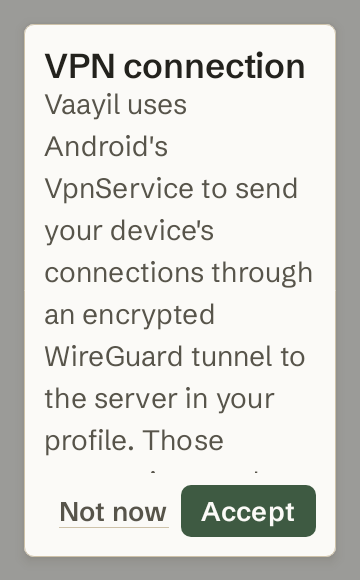 VPN connection
Vaayil uses
Android's
VpnService to send
your device's
connections through
an encrypted
WireGuard tunnel to
the server in your
profile. Those
Not now
Accept